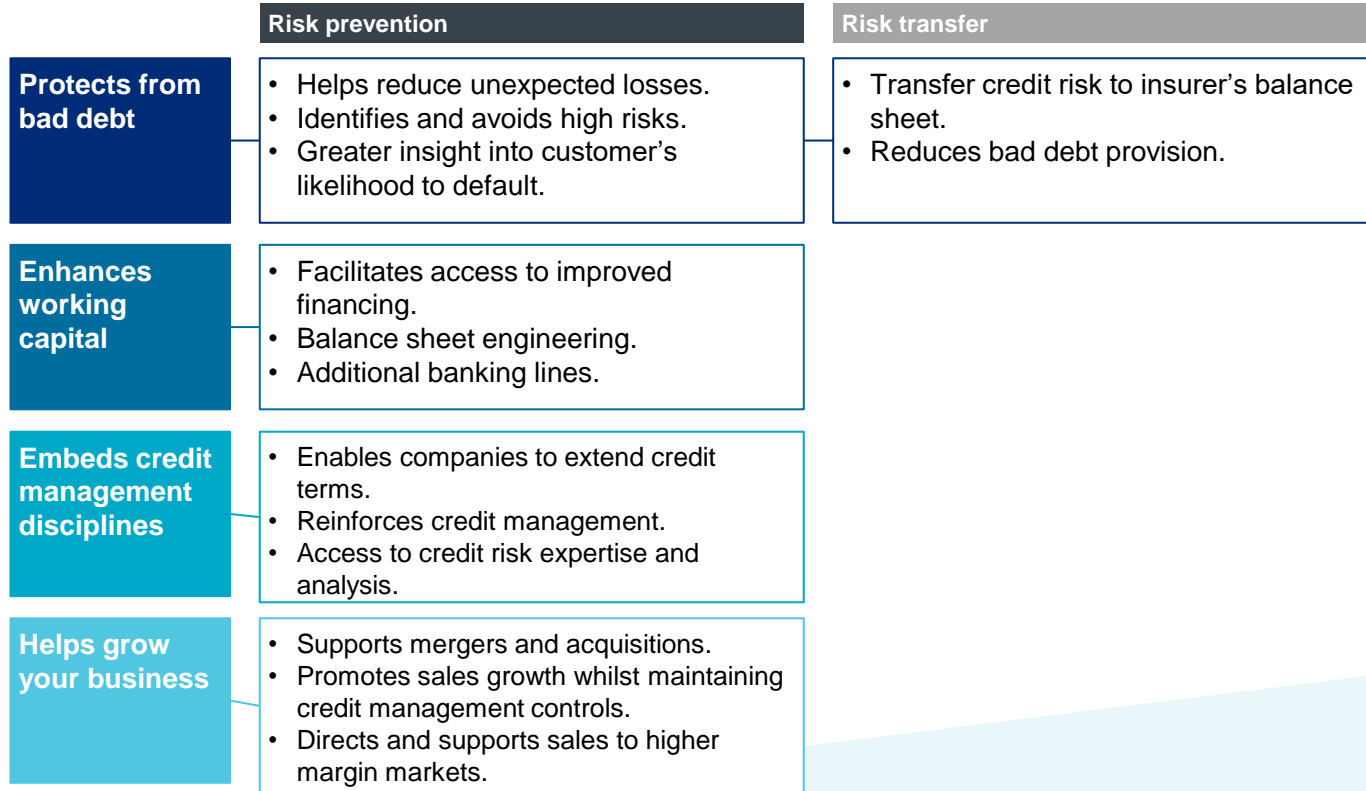 Risk prevention
Risk transfer
Protects from
bad debt
• Helps reduce unexpected losses.
• Identifies and avoids high risks.
• Greater insight into customer’s
likelihood to default.
• Transfer credit risk to insurer’s balance
sheet.
• Reduces bad debt provision.
Enhances
working
capital
• Facilitates access to improved
financing.
• Balance sheet engineering.
• Additional banking lines.
Embeds credit
management
disciplines
• Enables companies to extend credit
terms.
• Reinforces credit management.
• Access to credit risk expertise and
analysis.
Helps grow
your business
• Supports mergers and acquisitions.
• Promotes sales growth whilst maintaining
credit management controls.
• Directs and supports sales to higher
margin markets.